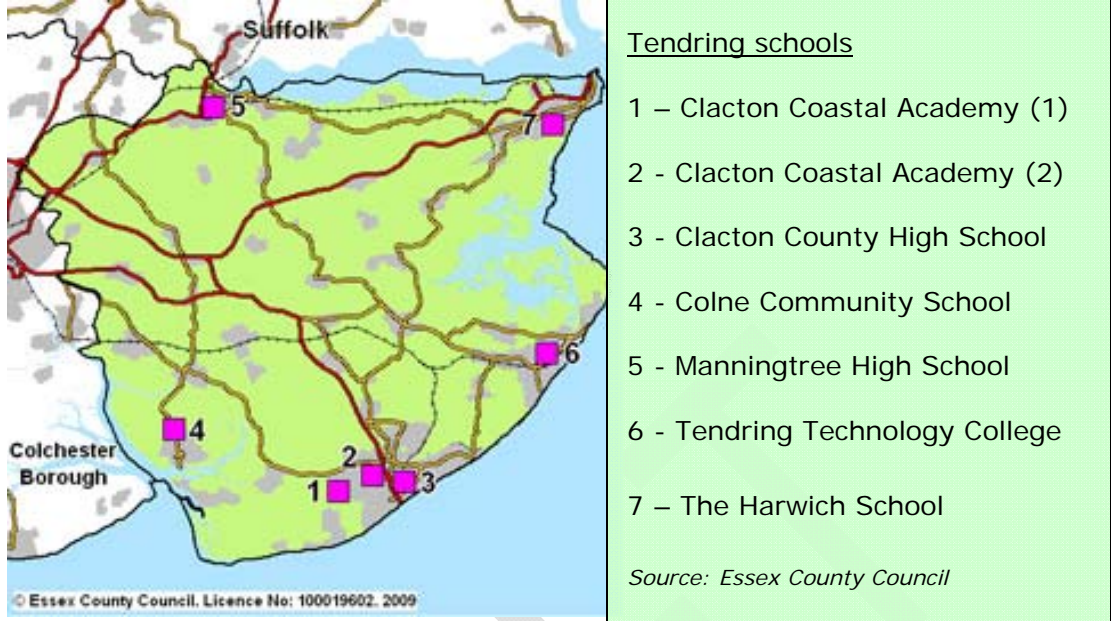 Suffolk
5
7
6
4
Colchester
Borough
2
1
3
© Essex County Council. Licence No: 100019602. 2009
Tendring schools
1 – Clacton Coastal Academy (1)
2 - Clacton Coastal Academy (2)
3 - Clacton County High School
4 - Colne Community School
5 - Manningtree High School
6 - Tendring Technology College
7 – The Harwich School
Source: Essex County Council